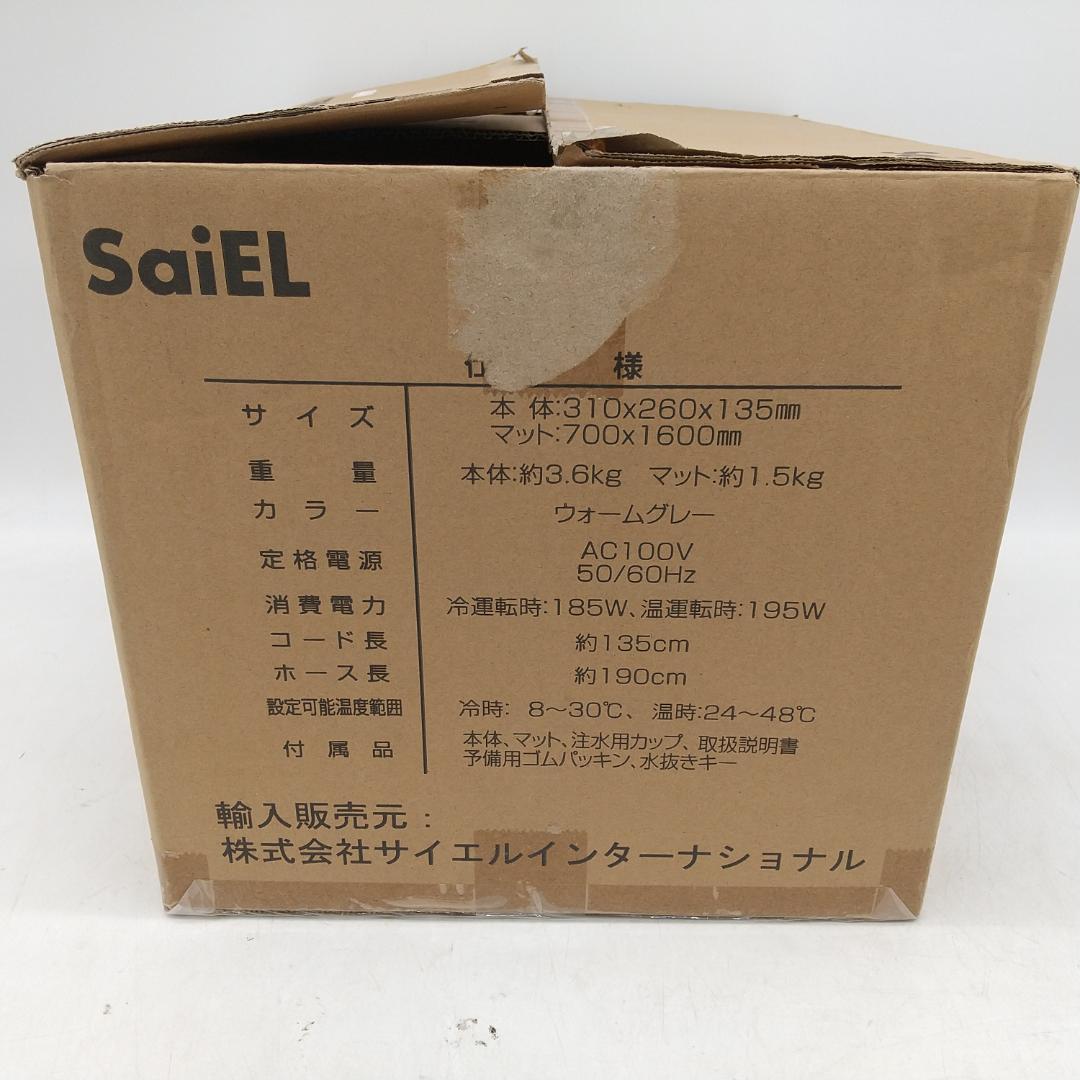 SaiEL
仕 様
サイズ 本体:310x260x135㎜
マット:700x1600㎜
重量 本体:約3.6kg マット:約1.5kg
カラー ウォームグレー
定格電源 AC100V
50/60Hz
消費電力 冷運転時:185W、温運転時:195W
コード長 約135cm
ホース長 約190cm
設定可能温度範囲 冷時: 8～30℃、温時:24～48℃
付属品 本体、マット、注水用カップ、取扱説明書
予備用ゴムパッキン、水抜きキー
輸入販売元:
株式会社サイエルインターナショナル